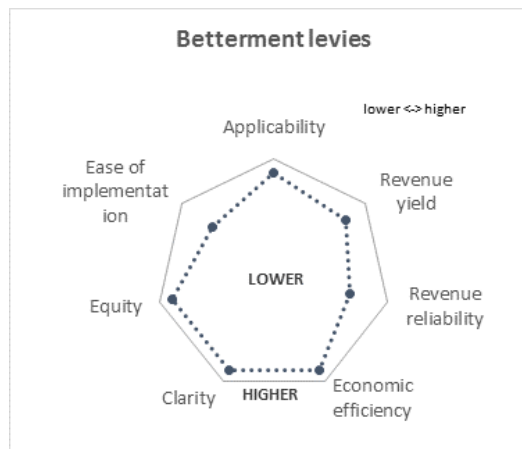 Betterment levies
lower <-> higher
Applicability
Ease of
implementat
ion
Revenue
yield
LOWER
Equity
Revenue
reliability
Clarity
HIGHER
Economic
efficiency